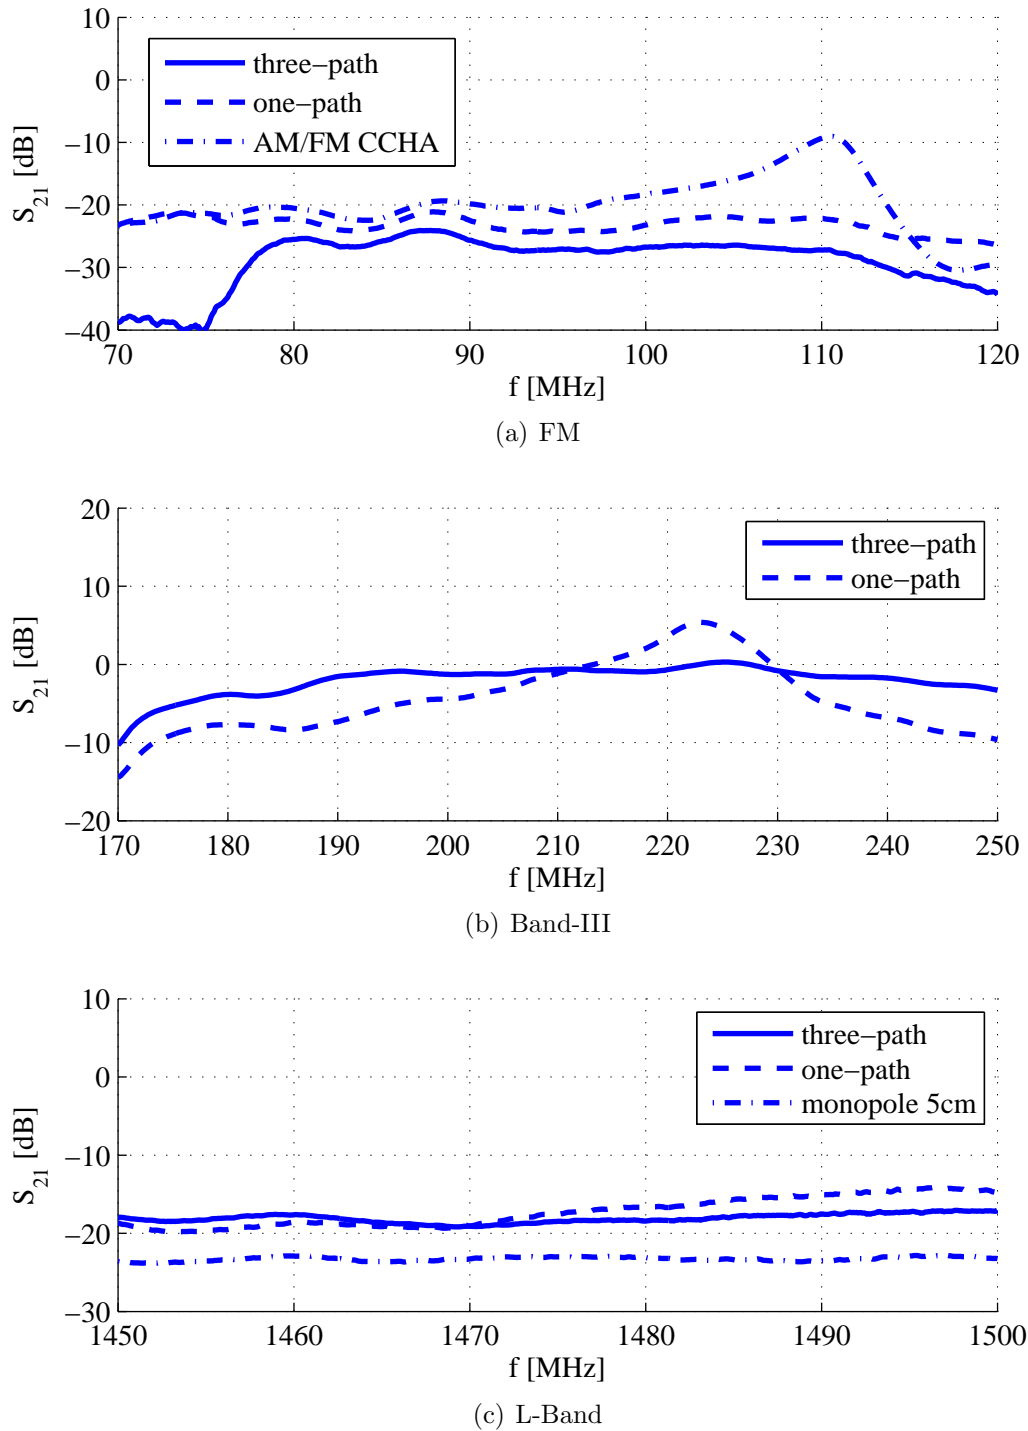 10
0
−10
−20
−30
−40
S21 [dB]
three−path
one−path
AM/FM CCHA
70 80 90 100 110 120
f [MHz]
(a) FM
20
10
0
−10
−20
S21 [dB]
three−path
one−path
170 180 190 200 210 220 230 240 250
f [MHz]
(b) Band-III
10
0
−10
−20
−30
S21 [dB]
three−path
one−path
monopole 5cm
1450 1460 1470 1480 1490 1500
f [MHz]
(c) L-Band